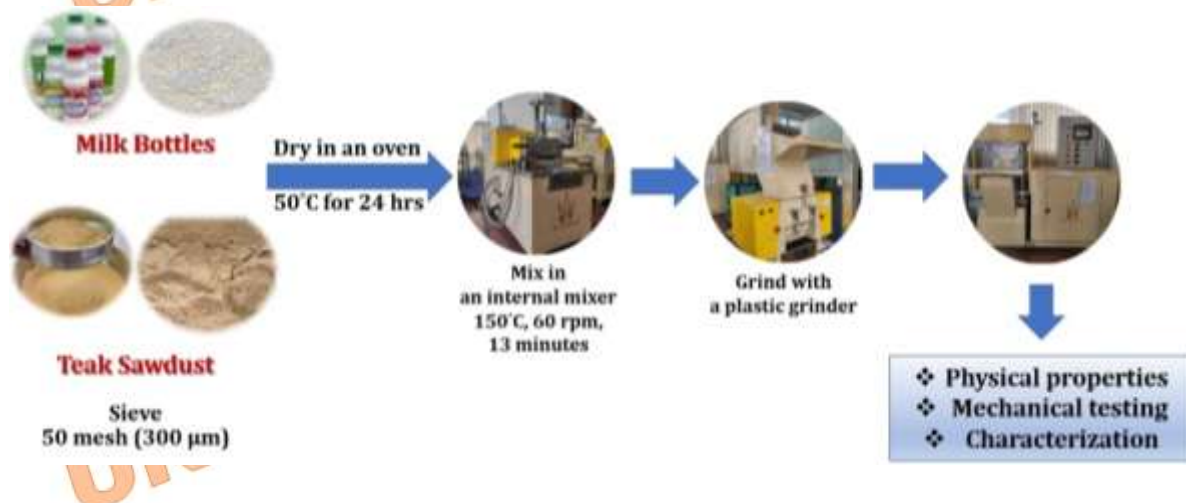 Milk Bottles
Teak Sawdust
Sieve
50 mesh (300 µm)
Dry in an oven
50°C for 24 hrs
Mix in
an internal mixer
150°C, 60 rpm,
13 minutes
Grind with
a plastic grinder
❖ Physical properties
❖ Mechanical testing
❖ Characterization